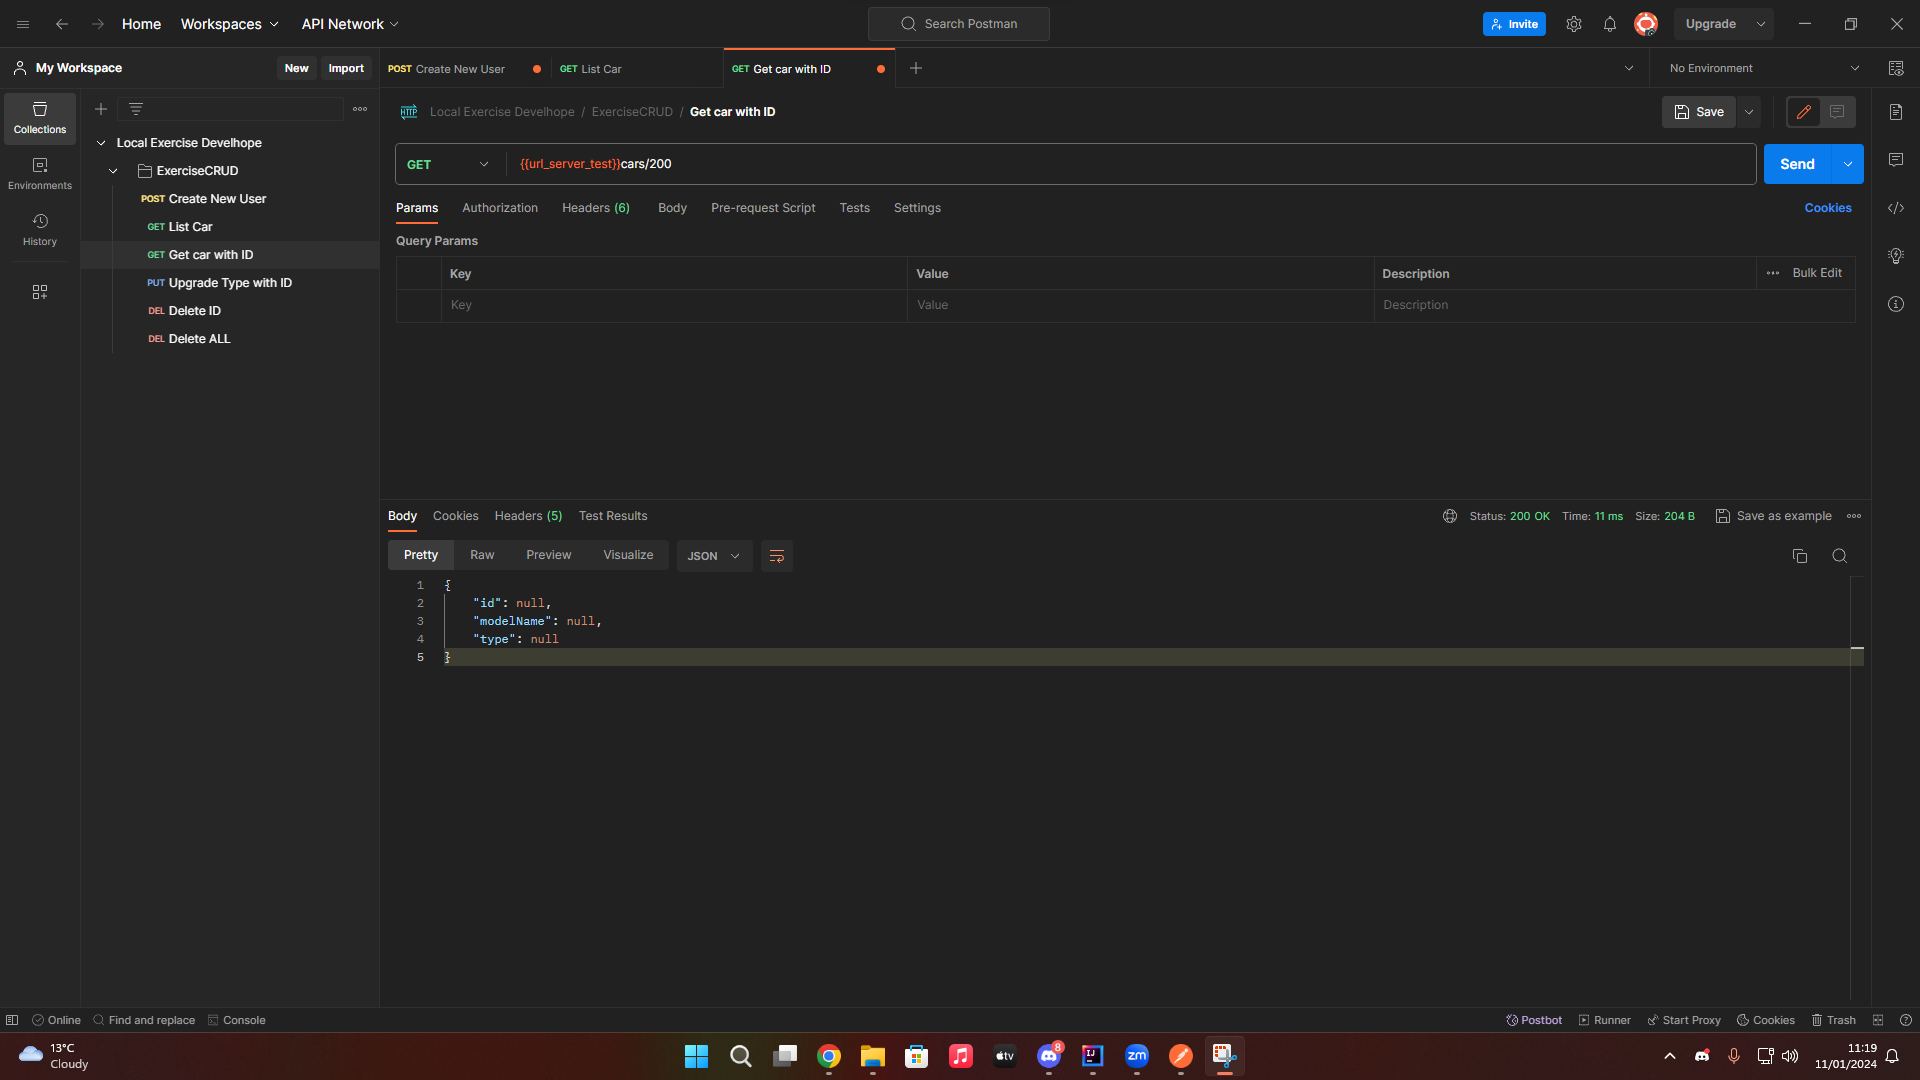 Home Workspaces API Network Search Postman Invite Upgrade
My Workspace New Import POST Create New User GET List Car GET Get car with ID No Environment
Collections
Environments
History
Local Exercise Develhope
ExerciseCRUD
POST Create New User
GET List Car
GET Get car with ID
PUT Upgrade Type with ID
DEL Delete ID
DEL Delete ALL
HTTP Local Exercise Develhope / ExerciseCRUD / Get car with ID Save
GET {{url_server_test}}cars/200 Send
Params Authorization Headers (6) Body Pre-request Script Tests Settings Cookies
Query Params
Key Value Description Bulk Edit
Key Value Description
Body Cookies Headers (5) Test Results Status: 200 OK Time: 11 ms Size: 204 B Save as example
Pretty Raw Preview Visualize JSON
1 {
2 "id": null,
3 "modelName": null,
4 "type": null
5 }
Online Find and replace Console Postbot Runner Start Proxy Cookies Trash
13°C
Cloudy
tv
8
IJ
zm
11:19
11/01/2024